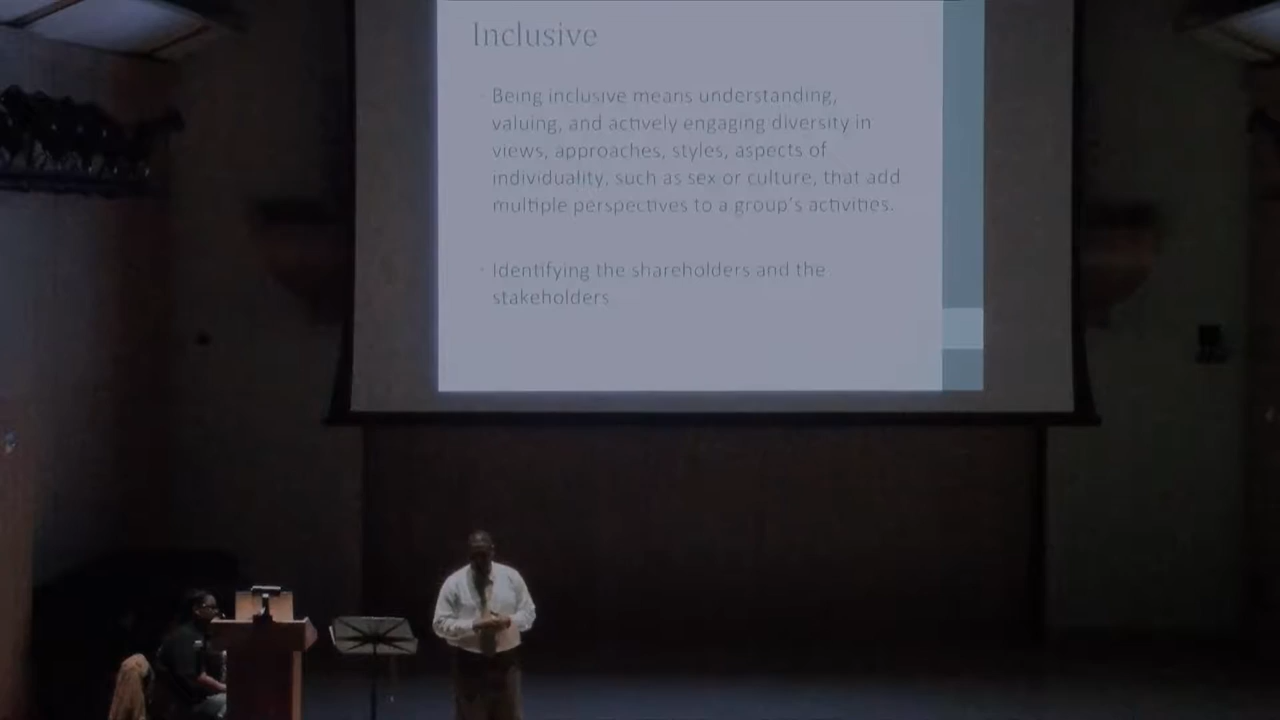 Inclusive
Being inclusive means understanding,
valuing, and actively engaging diversity in
views, approaches, styles, aspects of
individuality, such as sex or culture, that add
multiple perspectives to a group's activities.
Identifying the shareholders and the
stakeholders